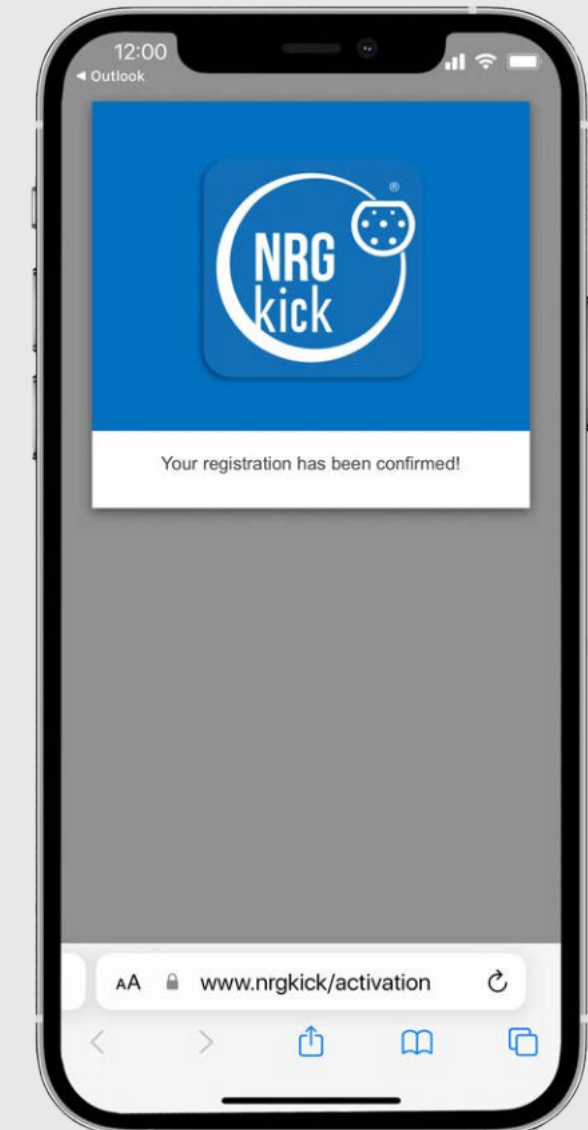 12:00
◀ Outlook
®
NRG
kick
Your registration has been confirmed!
AA www.nrgkick/activation